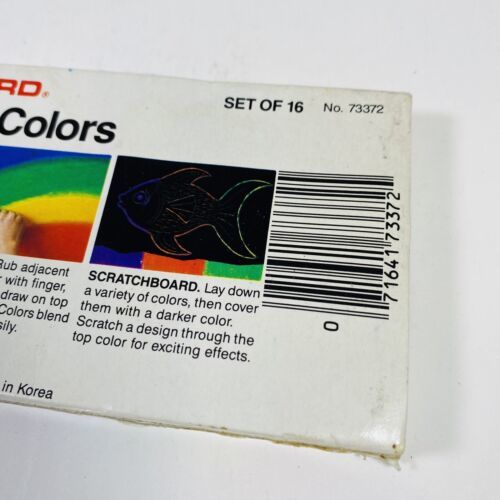 RD®
SET OF 16 No. 73372
Colors
Rub adjacent
with finger,
draw on top
Colors blend
SCRATCHBOARD. Lay down
a variety of colors, then cover
them with a darker color.
Scratch a design through the
top color for exciting effects.
in Korea
0 71641 73372